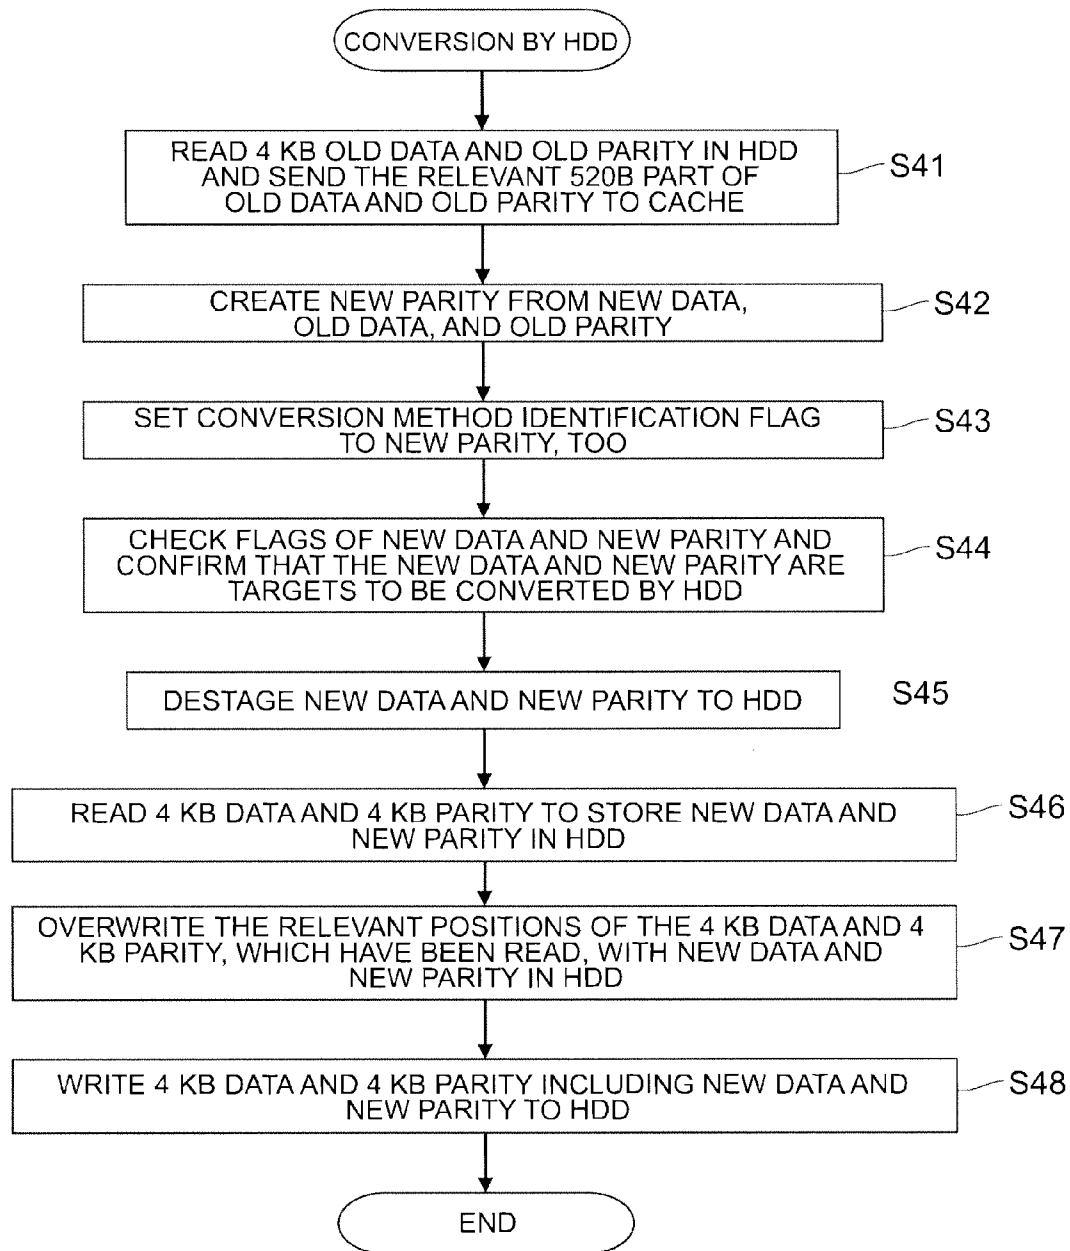 CONVERSION BY HDD
READ 4 KB OLD DATA AND OLD PARITY IN HDD
AND SEND THE RELEVANT 520B PART OF
OLD DATA AND OLD PARITY TO CACHE
S41
CREATE NEW PARITY FROM NEW DATA,
OLD DATA, AND OLD PARITY
S42
SET CONVERSION METHOD IDENTIFICATION FLAG
TO NEW PARITY, TOO
S43
CHECK FLAGS OF NEW DATA AND NEW PARITY AND
CONFIRM THAT THE NEW DATA AND NEW PARITY ARE
TARGETS TO BE CONVERTED BY HDD
S44
DESTAGE NEW DATA AND NEW PARITY TO HDD
S45
READ 4 KB DATA AND 4 KB PARITY TO STORE NEW DATA AND
NEW PARITY IN HDD
S46
OVERWRITE THE RELEVANT POSITIONS OF THE 4 KB DATA AND 4
KB PARITY, WHICH HAVE BEEN READ, WITH NEW DATA AND
NEW PARITY IN HDD
S47
WRITE 4 KB DATA AND 4 KB PARITY INCLUDING NEW DATA AND
NEW PARITY TO HDD
S48
END